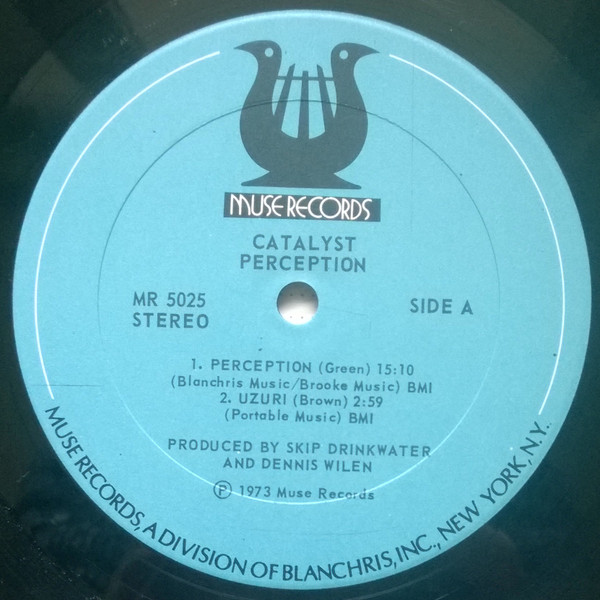 MUSE RECORDS
CATALYST
PERCEPTION
MR 5025
STEREO
SIDE A
1. PERCEPTION (Green) 15:10
(Blanchris Music/Brooke Music) BMI
2. UZURI (Brown) 2:59
(Portable Music) BMI
PRODUCED BY SKIP DRINKWATER
AND DENNIS WILEN
Ⓟ 1973 Muse Records
MUSE RECORDS, A DIVISION OF BLANCHRIS, INC., NEW YORK, N.Y.